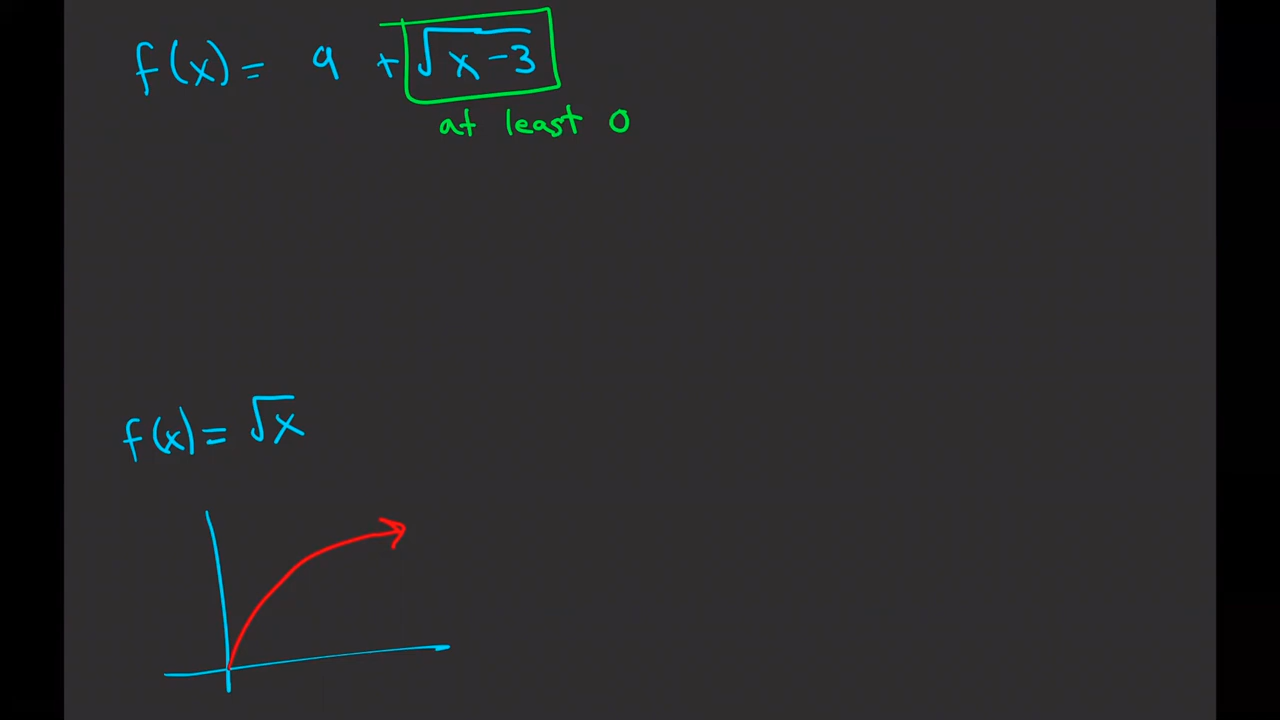 f(x) = 9 + √x-3
at least 0
f(x) = √x